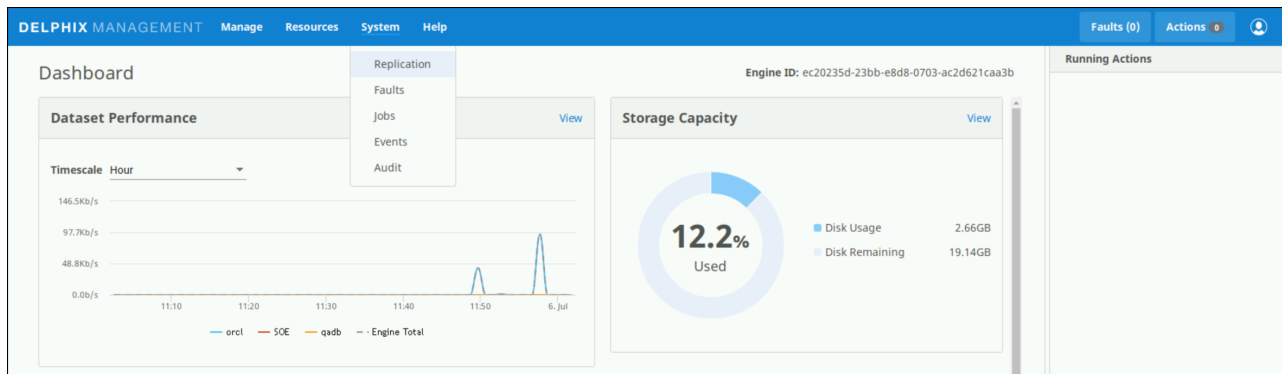 DELPHIX MANAGEMENT Manage Resources System Help Faults (0) Actions 0
Replication
Faults
Jobs
Events
Audit
Dashboard
Engine ID: ec20235d-23bb-e8d8-0703-ac2d621caa3b
Running Actions
Dataset Performance View
Timescale Hour
146.5Kb/s
97.7Kb/s
48.8Kb/s
0.0b/s
11:10 11:20 11:30 11:40 11:50 6. Jul
orcl SOE qadb Engine Total
Storage Capacity View
12.2%
Used
Disk Usage 2.66GB
Disk Remaining 19.14GB